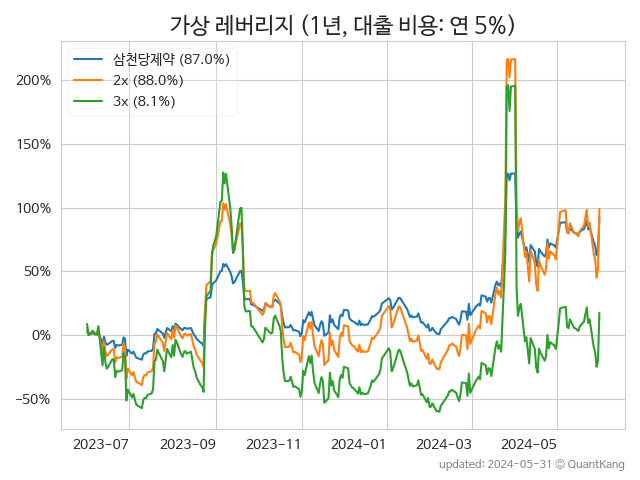 가상 레버리지 (1년, 대출 비용: 연 5%)
삼천당제약 (87.0%)
2x (88.0%)
3x (8.1%)
200%
150%
100%
50%
0%
−50%
2023-07
2023-09
2023-11
2024-01
2024-03
2024-05
updated: 2024-05-31 © QuantKang